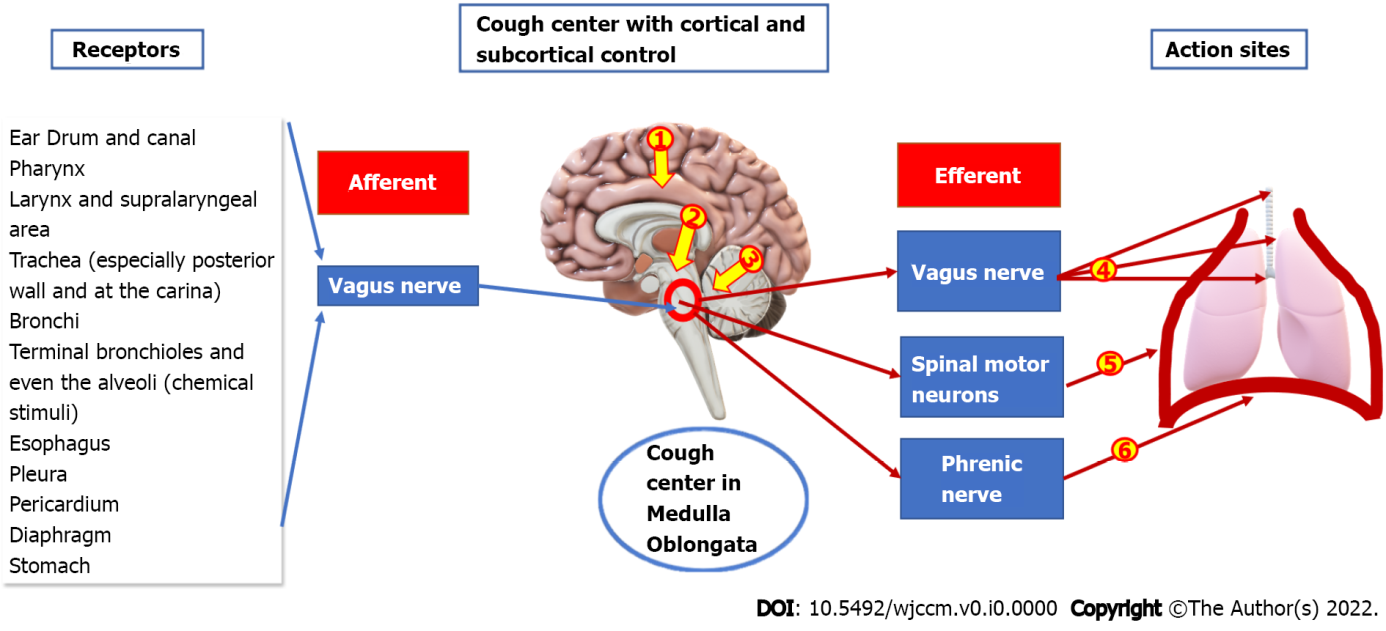 Receptors
Cough center with cortical and
subcortical control
Action sites
Ear Drum and canal
Pharynx
Larynx and supralaryngeal
area
Trachea (especially posterior
wall and at the carina)
Bronchi
Terminal bronchioles and
even the alveoli (chemical
stimuli)
Esophagus
Pleura
Pericardium
Diaphragm
Stomach
Afferent
Vagus nerve
1
2
3
Cough
center in
Medulla
Oblongata
Efferent
Vagus nerve
Spinal motor
neurons
Phrenic
nerve
4
5
6
DOI: 10.5492/wjccm.v0.i0.0000 Copyright ©The Author(s) 2022.